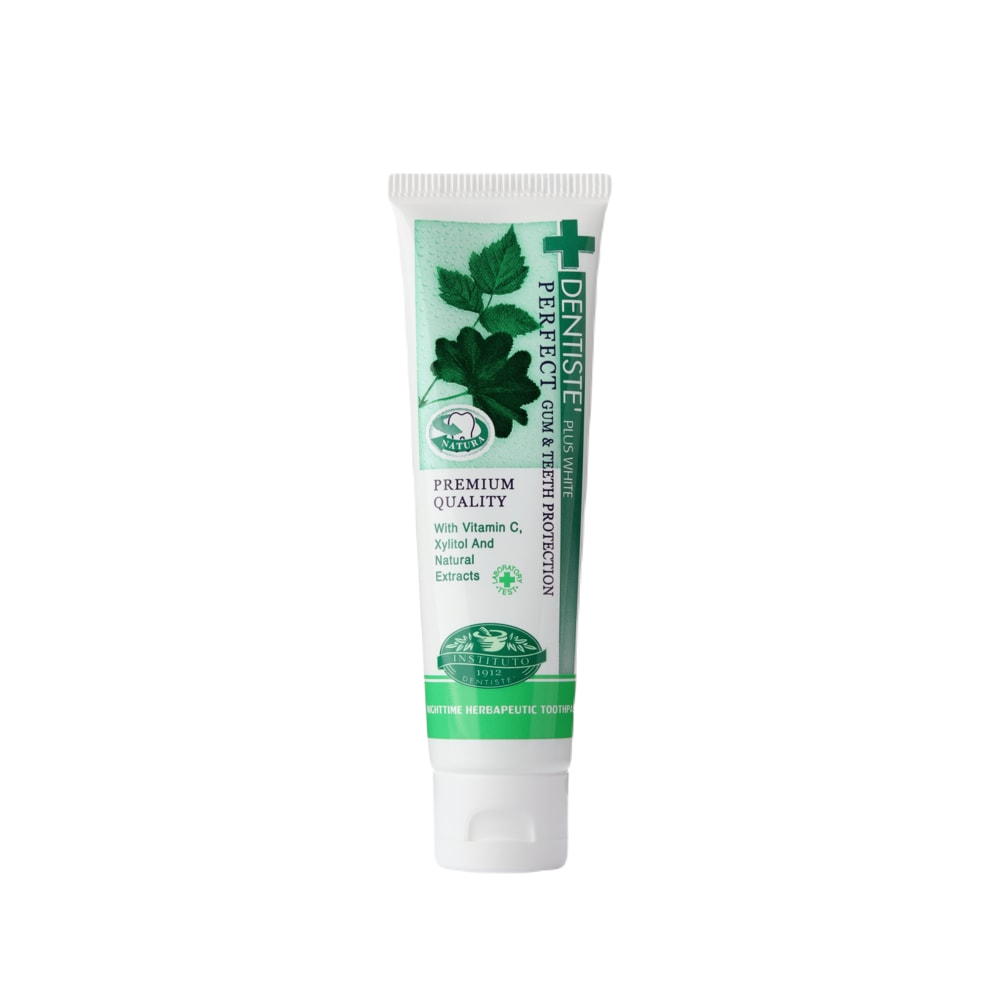 DENTISTE' PLUS WHITE
PERFECT GUM & TEETH PROTECTION
NATURA
PREMIUM
QUALITY
With Vitamin C,
Xylitol And
Natural
Extracts
LABORATORY
TEST
INSTITUTO
1912
DENTISTE'
NIGHTTIME HERBAPEUTIC